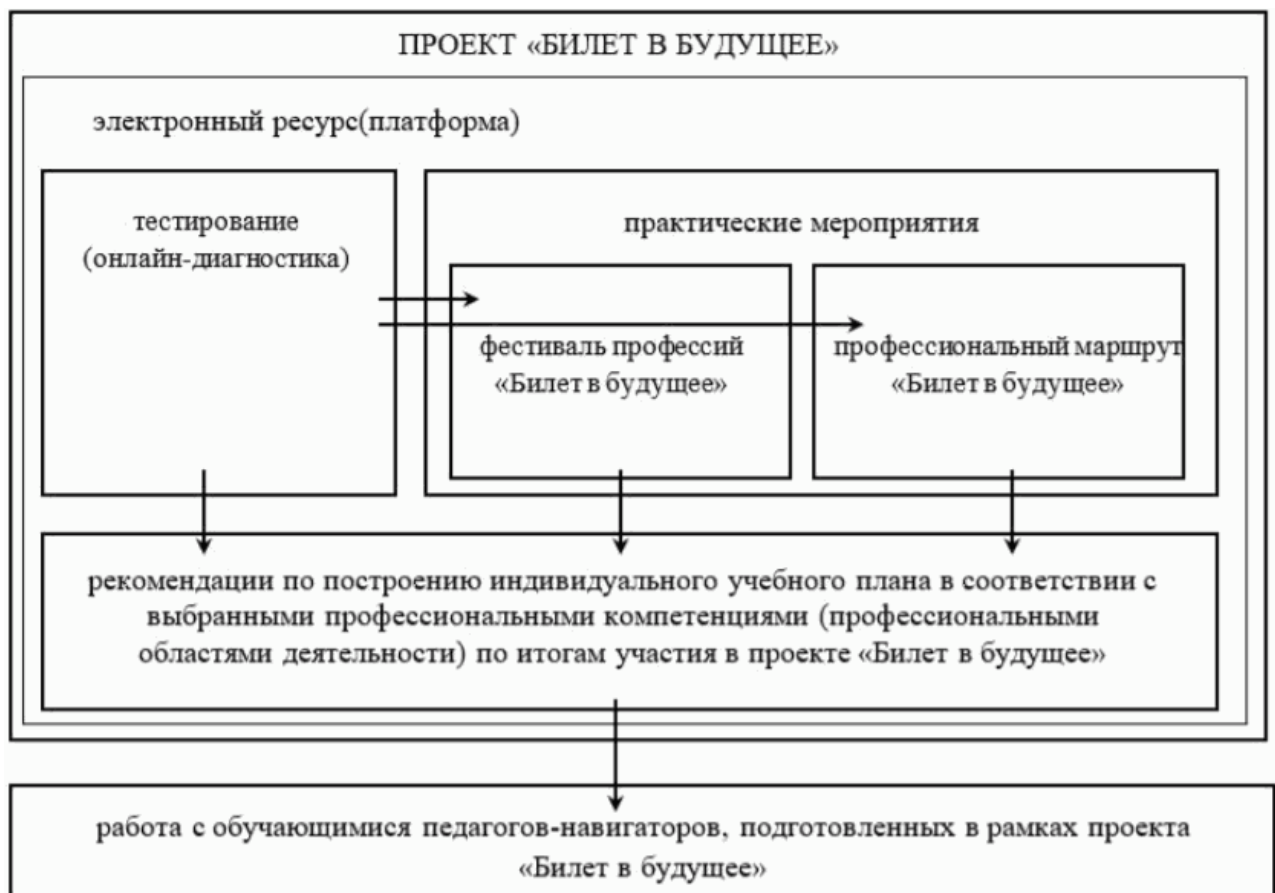 ПРОЕКТ «БИЛЕТ В БУДУЩЕЕ»
электронный ресурс(платформа)
тестирование
(онлайн-диагностика)
практические мероприятия
фестиваль профессий
«Билет в будущее»
профессиональный маршрут
«Билет в будущее»
рекомендации по построению индивидуального учебного плана в соответствии с
выбранными профессиональными компетенциями (профессиональными
областями деятельности) по итогам участия в проекте «Билет в будущее»
работа с обучающимися педагогов-навигаторов, подготовленных в рамках проекта
«Билет в будущее»